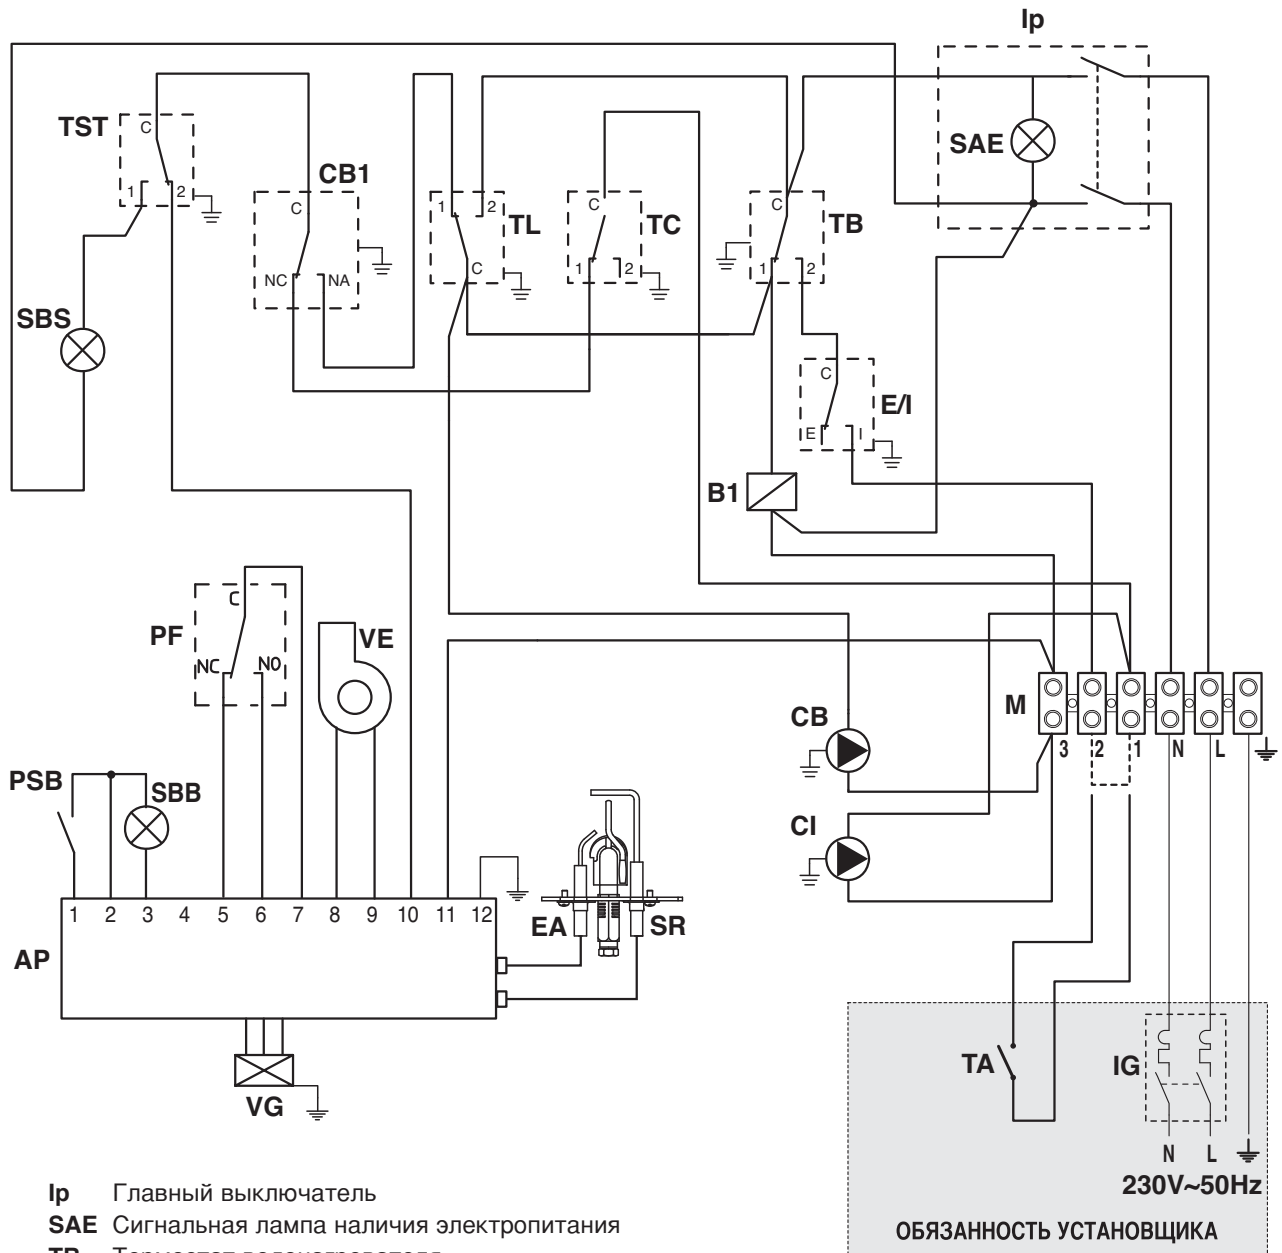 Ip
TST
C
1
2
CB1
C
NC
NA
1
2
TL
C
C
TC
1
2
C
TB
1
2
SAE
SBS
C
E/I
E
I
B1
C
PF
NC
NO
VE
M
3
2
1
N
L
CB
CI
PSB
SBB
1 2 3 4 5 6 7 8 9 10 11 12
AP
EA
SR
VG
TA
IG
N
L
230V~50Hz
ОБЯЗАННОСТЬ УСТАНОВЩИКА
Ip Главный выключатель
SAE Сигнальная лампа наличия электропитания